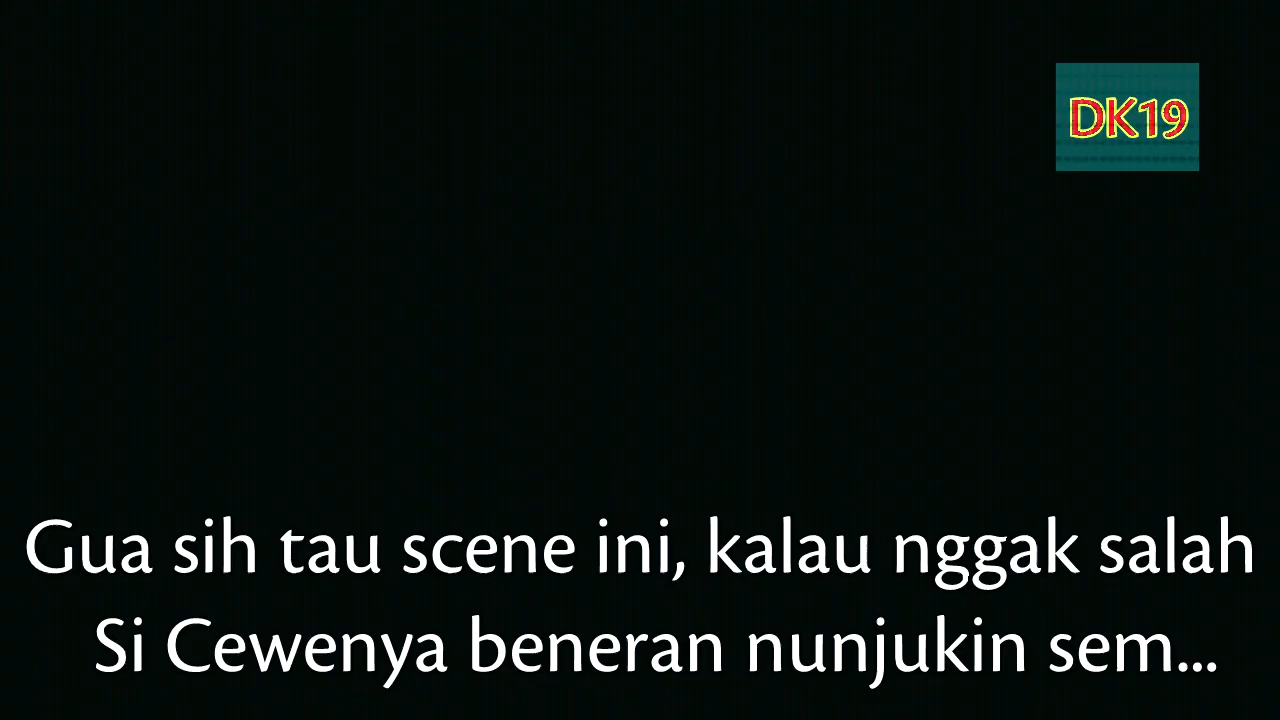 DK19
Gua sih tau scene ini, kalau nggak salah
Si Cewenya beneran nunjukin sem...